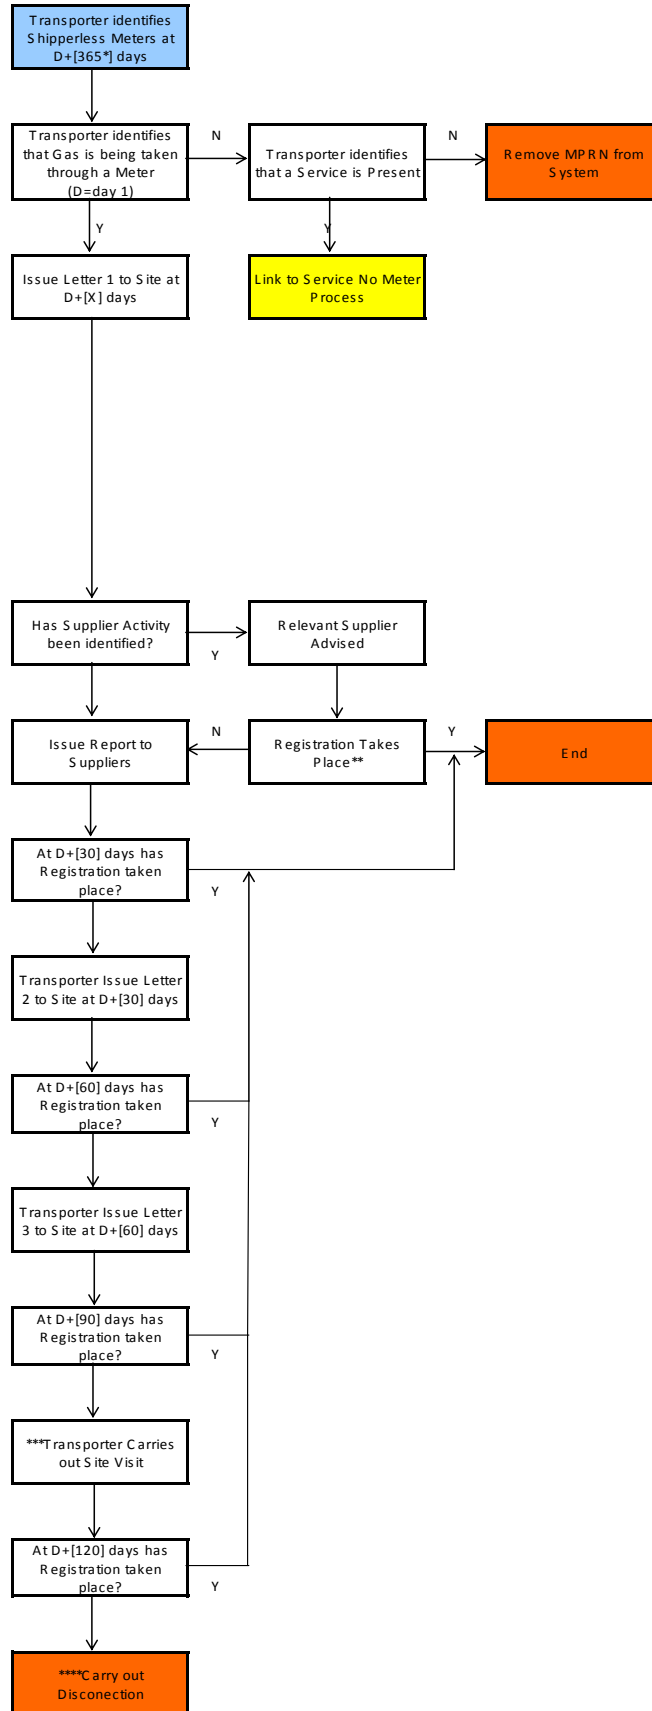 Transporter identifies
Shipperless Meters at
D+[365*] days
Transporter identifies
that Gas is being taken
through a Meter
(D=day 1)
N
Transporter identifies
that a Service is Present
N
Remove MPRN from
System
Y
Y
Issue Letter 1 to Site at
D+[X] days
Link to Service No Meter
Process
Has Supplier Activity
been identified?
Y
Relevant Supplier
Advised
Issue Report to
Suppliers
N
Registration Takes
Place**
Y
End
At D+[30] days has
Registration taken
place?
Y
Transporter Issue Letter
2 to Site at D+[30] days
At D+[60] days has
Registration taken
place?
Y
Transporter Issue Letter
3 to Site at D+[60] days
At D+[90] days has
Registration taken
place?
Y
***Transporter Carries
out Site Visit
At D+[120] days has
Registration taken
place?
Y
****Carry out
Disconection